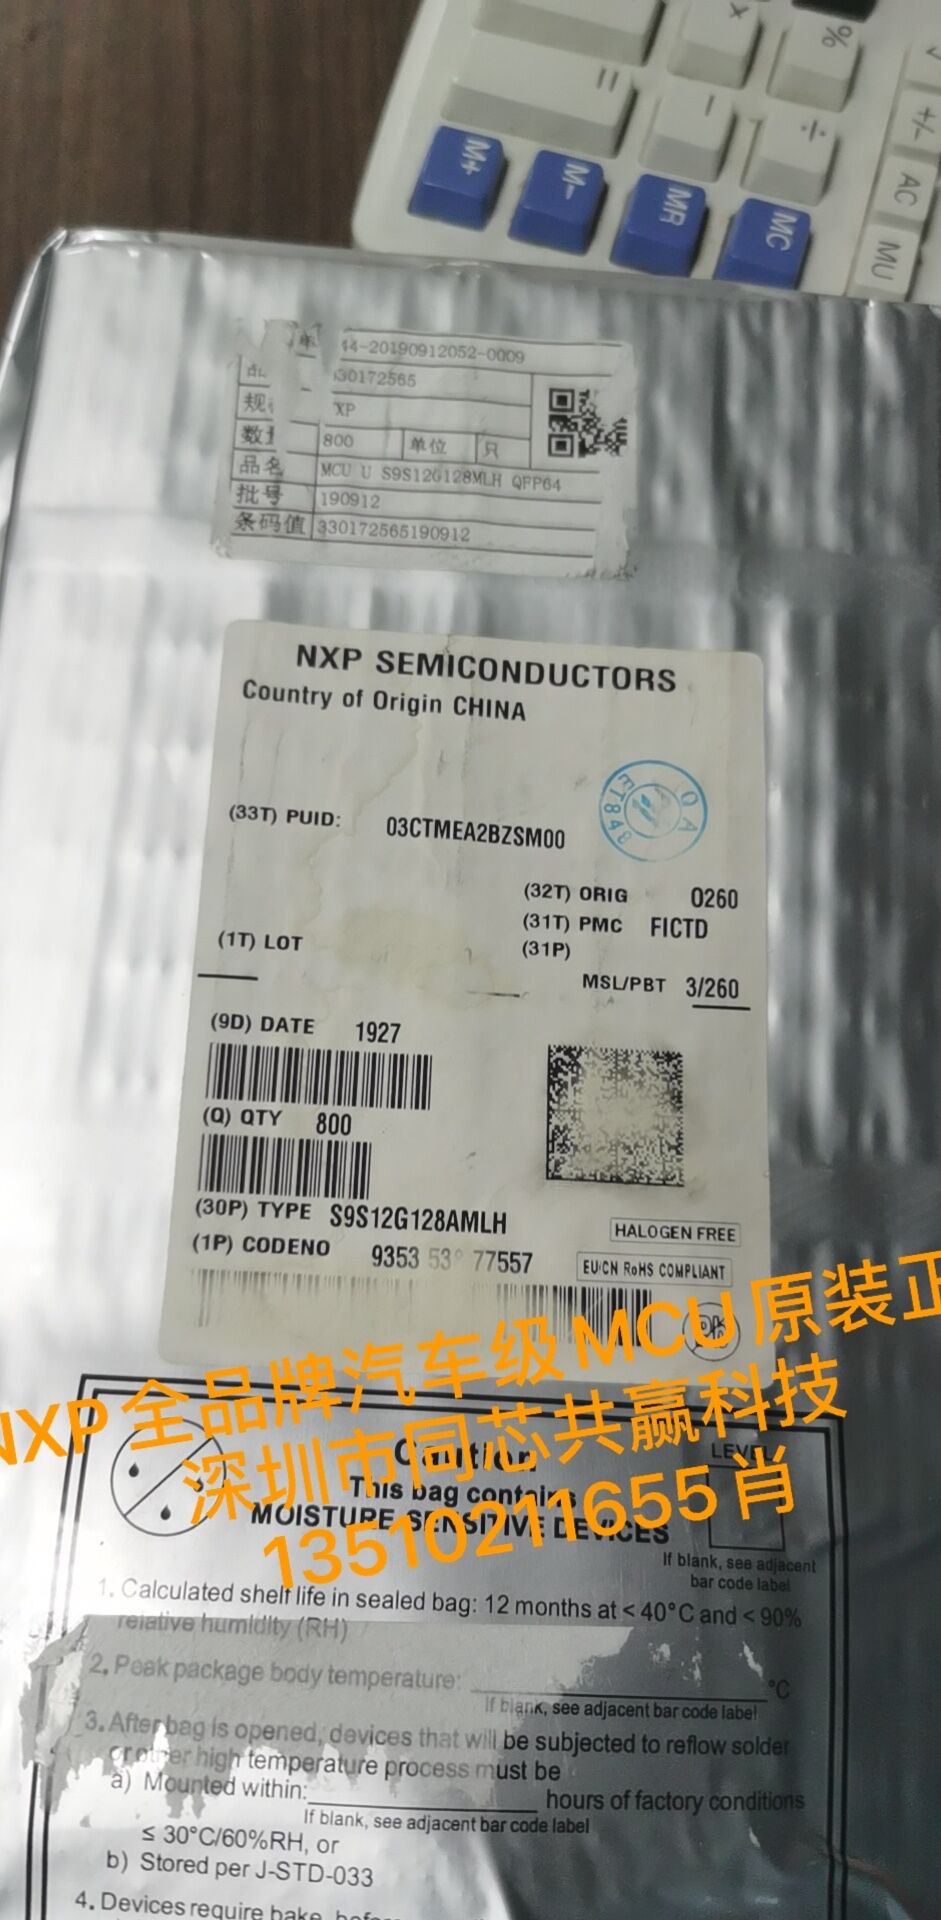 %
×
÷
−
=
+/-
AC
MU
M+
M-
MR
MC
单
44-20190912052-0009
30172565
XP
800 单位 只
品名 MCU U S9S12G128MLH QFP64
批号 190912
条码值 330172565190912
NXP SEMICONDUCTORS
Country of Origin CHINA
QA
ET848
(33T) PUID: 03CTMEA2BZSM00
(32T) ORIG 0260
(31T) PMC FICTD
(1T) LOT
(31P)
MSL/PBT 3/260
(9D) DATE 1927
(Q) QTY 800
(30P) TYPE S9S12G128AMLH
HALOGEN FREE
(1P) CODENO 9353 53 77557
EU/CN RoHS COMPLIANT
NXP全品牌汽车级MCU原装正
深圳市同芯共赢科技
13510211655肖
Caution
LEVEL
This bag contains
MOISTURE-SENSITIVE DEVICES
If blank, see adjacent
bar code label
1. Calculated shelf life in sealed bag: 12 months at < 40°C and < 90%
relative humidity (RH)
2. Peak package body temperature: °C
If blank, see adjacent bar code label
3. After bag is opened, devices that will be subjected to reflow solder
or other high temperature process must be
a) Mounted within: hours of factory conditions
If blank, see adjacent bar code label
≤ 30°C/60%RH, or
b) Stored per J-STD-033
4. Devices require bake,